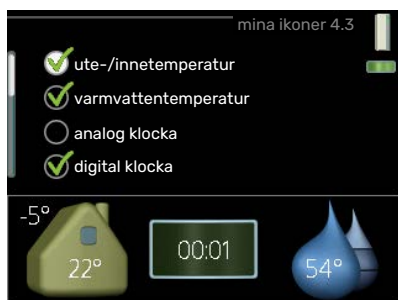 mina ikoner 4.3
ute-/innetemperatur
varmvattentemperatur
analog klocka
digital klocka
-5°
22°
00:01
54°